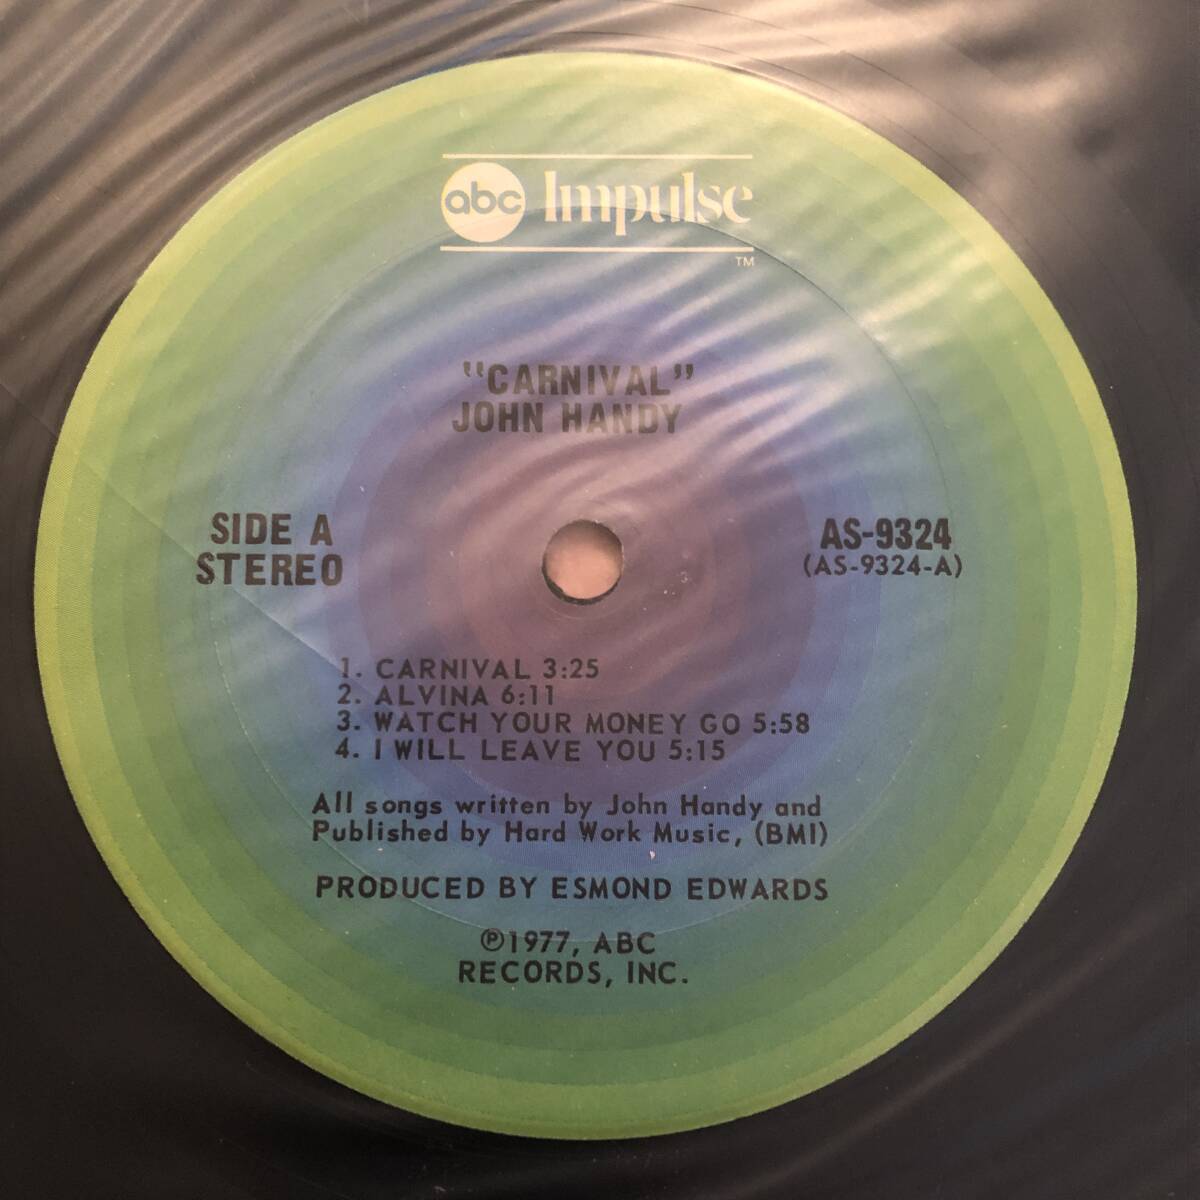 abc Impulse
TM
"CARNIVAL"
JOHN HANDY
SIDE A
STEREO
AS-9324
(AS-9324-A)
1. CARNIVAL 3:25
2. ALVINA 6:11
3. WATCH YOUR MONEY GO 5:58
4. I WILL LEAVE YOU 5:15
All songs written by John Handy and
Published by Hard Work Music, (BMI)
PRODUCED BY ESMOND EDWARDS
℗1977, ABC
RECORDS, INC.